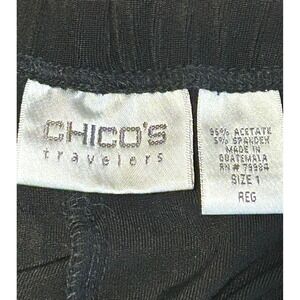 CHICO'S
travelers
95% ACETATE
5% SPANDEX
MADE IN
GUATEMALA
RN # 79984
SIZE 1
REG